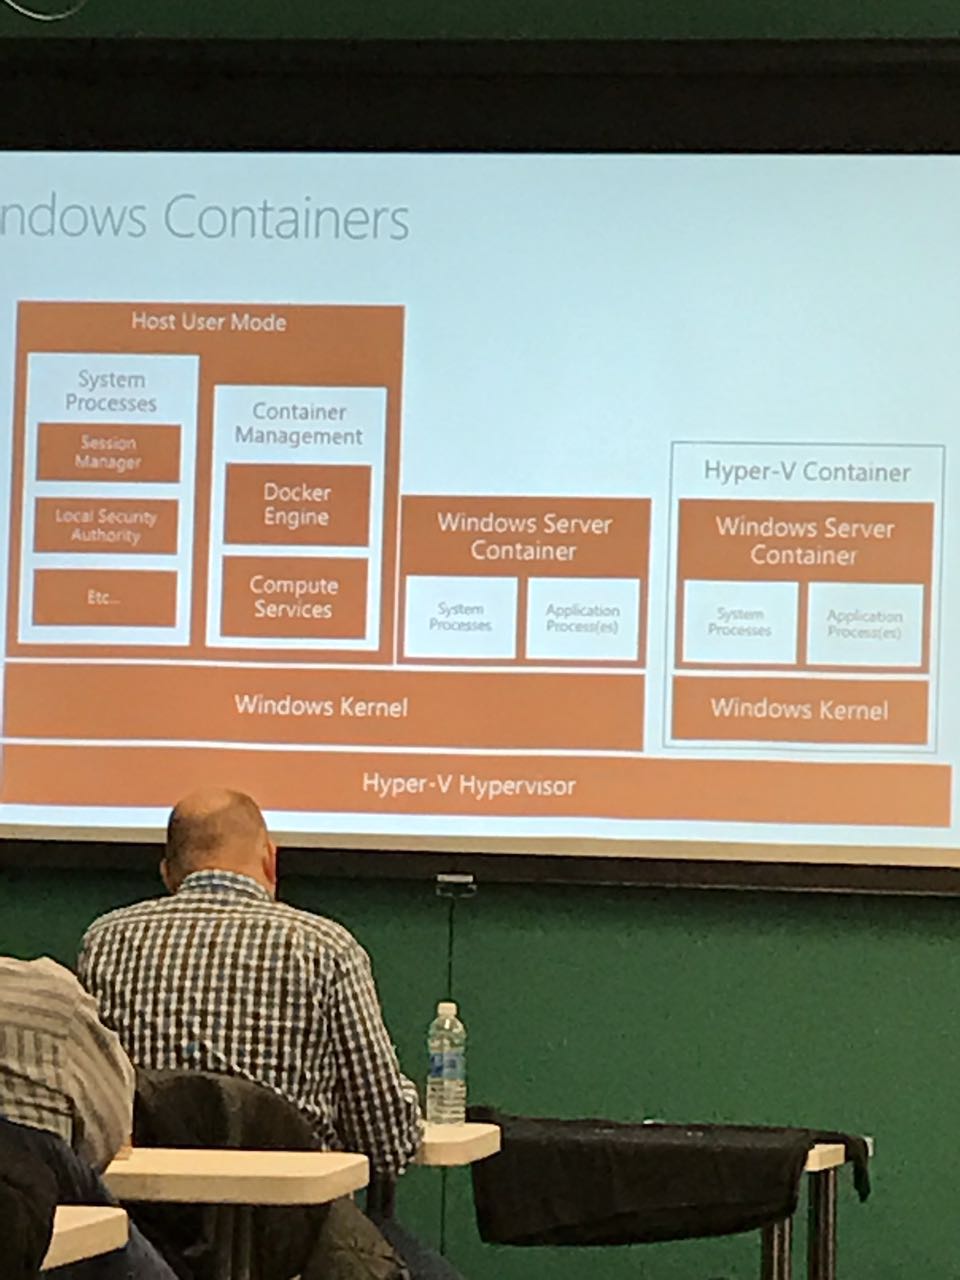 ndows Containers
Host User Mode
System
Processes
Session
Manager
Local Security
Authority
Etc...
Container
Management
Docker
Engine
Compute
Services
Windows Server
Container
System
Processes
Application
Process(es)
Hyper-V Container
Windows Server
Container
System
Processes
Application
Process(es)
Windows Kernel
Windows Kernel
Hyper-V Hypervisor